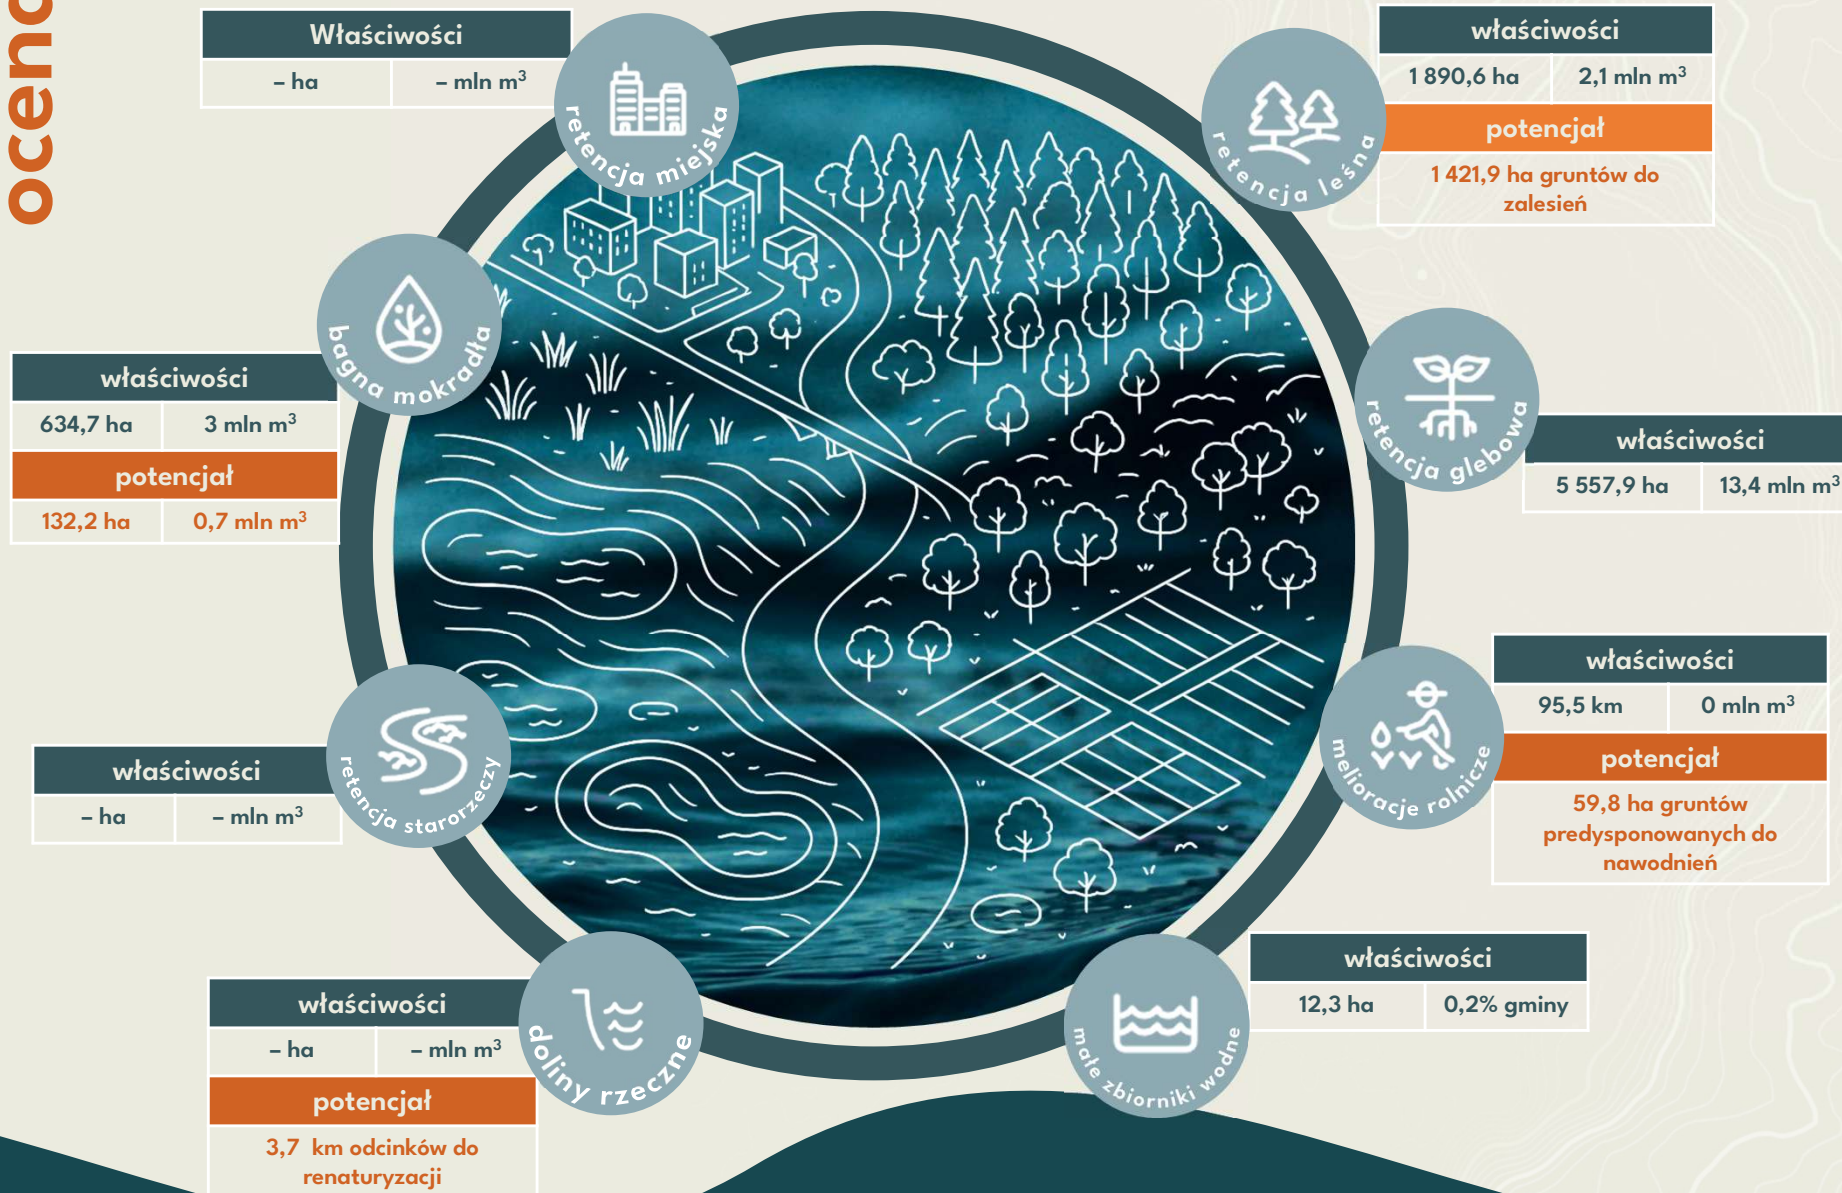 ocena
Właściwości
– ha – mln m³
retencja miejska
właściwości
1 890,6 ha 2,1 mln m³
potencjał
1 421,9 ha gruntów do
zalesień
retencja leśna
bagna mokradła
właściwości
634,7 ha 3 mln m³
potencjał
132,2 ha 0,7 mln m³
retencja glebowa
właściwości
5 557,9 ha 13,4 mln m³
melioracje rolnicze
właściwości
95,5 km 0 mln m³
potencjał
59,8 ha gruntów
predysponowanych do
nawodnień
retencja starorzeczy
właściwości
– ha – mln m³
doliny rzeczne
właściwości
– ha – mln m³
potencjał
3,7 km odcinków do
renaturyzacji
małe zbiorniki wodne
właściwości
12,3 ha 0,2% gminy